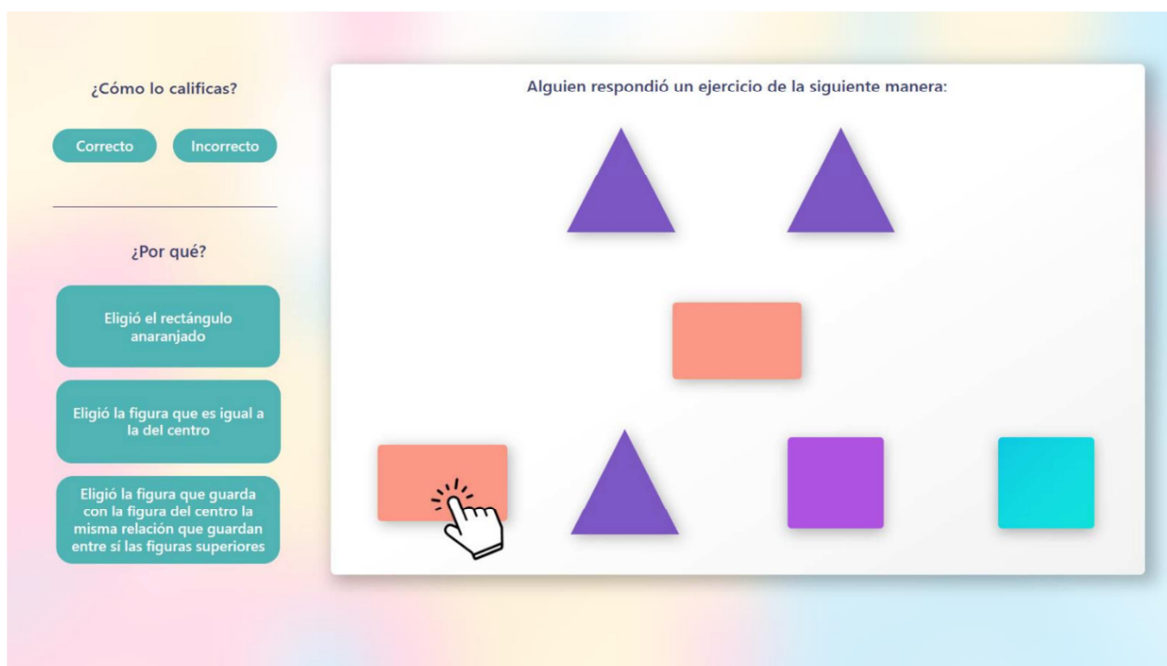 ¿Cómo lo calificas?
Correcto
Incorrecto
¿Por qué?
Eligió el rectángulo
anaranjado
Eligió la figura que es igual a
la del centro
Eligió la figura que guarda
con la figura del centro la
misma relación que guardan
entre sí las figuras superiores
Alguien respondió un ejercicio de la siguiente manera: